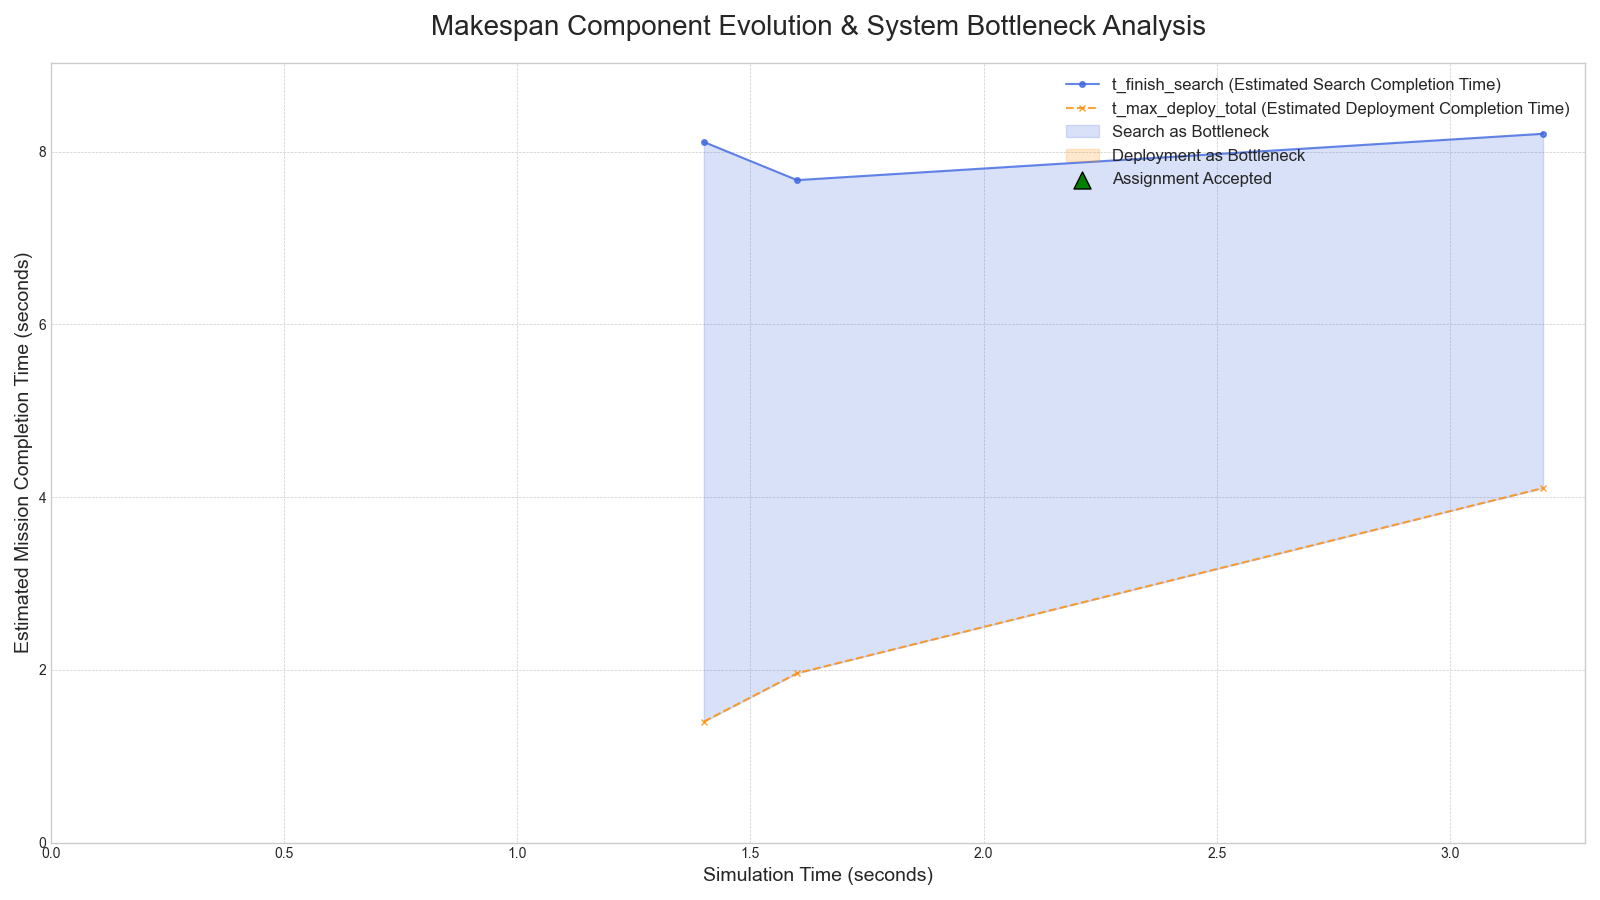 Makespan Component Evolution & System Bottleneck Analysis
t_finish_search (Estimated Search Completion Time)
t_max_deploy_total (Estimated Deployment Completion Time)
Search as Bottleneck
Deployment as Bottleneck
Assignment Accepted
Estimated Mission Completion Time (seconds)
8
6
4
2
0
0.0 0.5 1.0 1.5 2.0 2.5 3.0
Simulation Time (seconds)